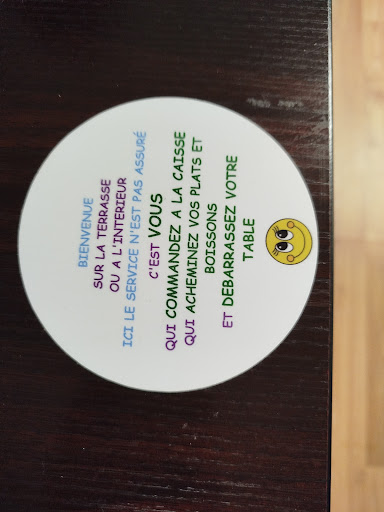 BIENVENUE
SUR LA TERRASSE
OU A L'INTERIEUR
ICI LE SERVICE N'EST PAS ASSURÉ
C'EST VOUS
QUI COMMANDEZ A LA CAISSE
QUI ACHEMINEZ VOS PLATS ET
BOISSONS
ET DEBARRASSEZ VOTRE
TABLE